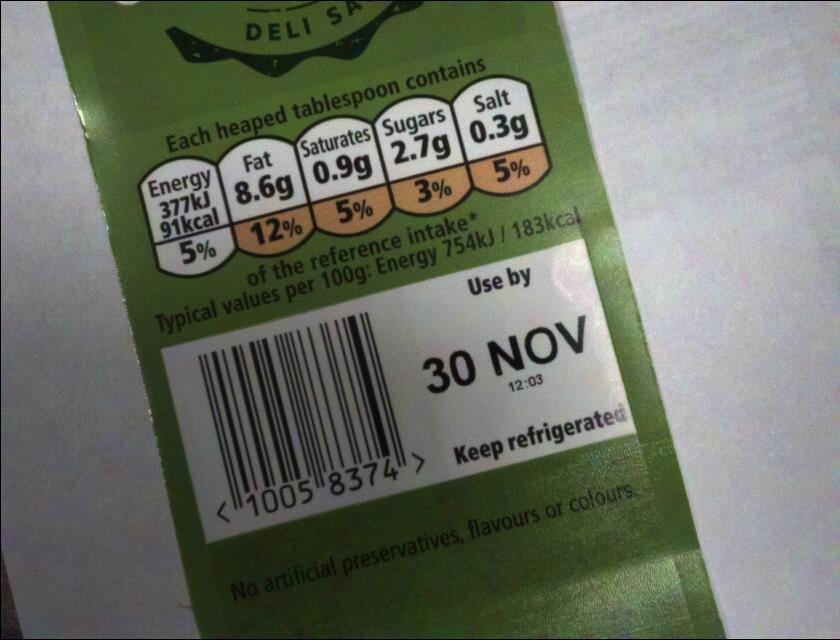 DELI SA
Each heaped tablespoon contains
Energy
377kJ
91kcal
5%
Fat
8.6g
12%
Saturates
0.9g
5%
Sugars
2.7g
3%
Salt
0.3g
5%
of the reference intake*
Typical values per 100g: Energy 754kJ / 183kcal
Use by
30 NOV
12:03
Keep refrigerated
<10058374>
No artificial preservatives, flavours or colours.